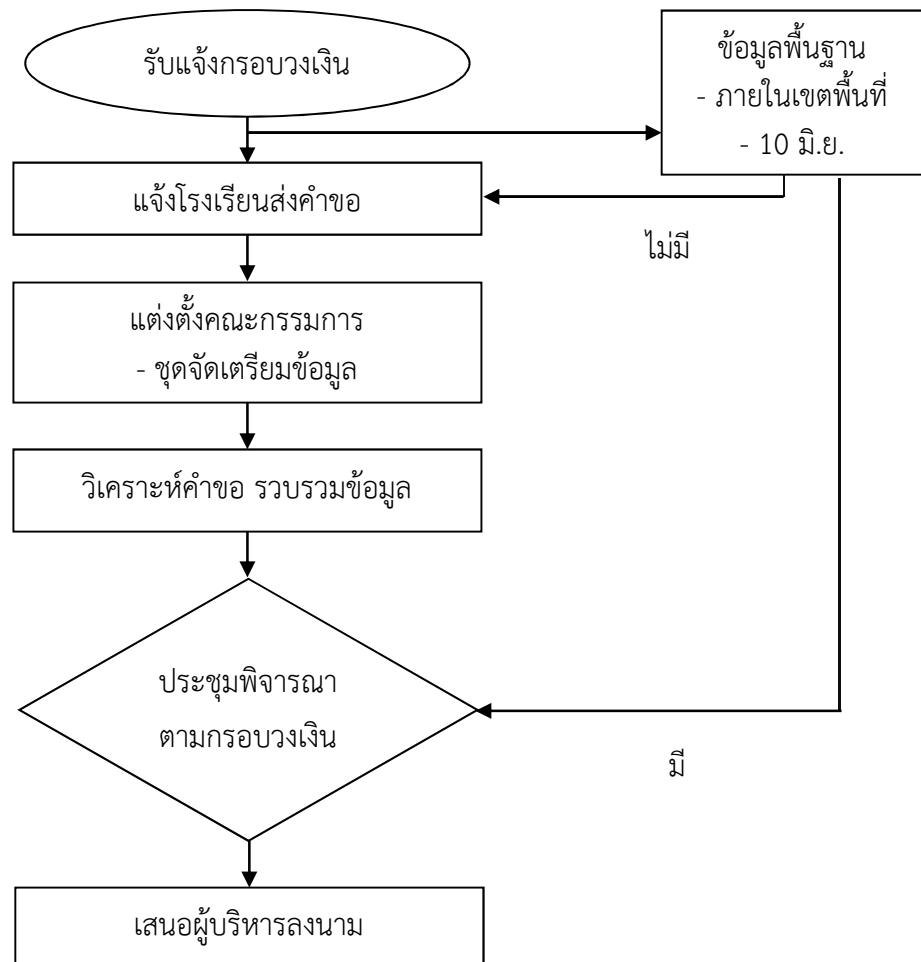 รับแจ้งกรอบวงเงิน
ข้อมูลพื้นฐาน
- ภายในเขตพื้นที่
- 10 มิ.ย.
แจ้งโรงเรียนส่งคำขอ
ไม่มี
แต่งตั้งคณะกรรมการ
- ชุดจัดเตรียมข้อมูล
วิเคราะห์คำขอ รวบรวมข้อมูล
ประชุมพิจารณา
ตามกรอบวงเงิน
มี
เสนอผู้บริหารลงนาม